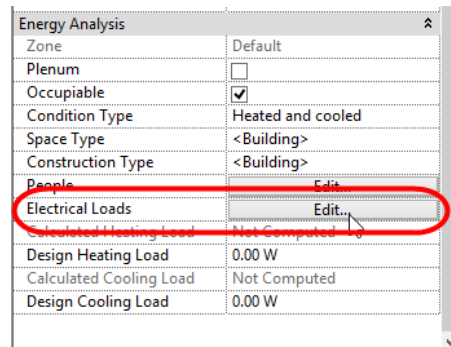 Energy Analysis
Zone Default
Plenum
Occupiable
Condition Type Heated and cooled
Space Type <Building>
Construction Type <Building>
People Edit...
Electrical Loads Edit...
Calculated Heating Load Not Computed
Design Heating Load 0.00 W
Calculated Cooling Load Not Computed
Design Cooling Load 0.00 W